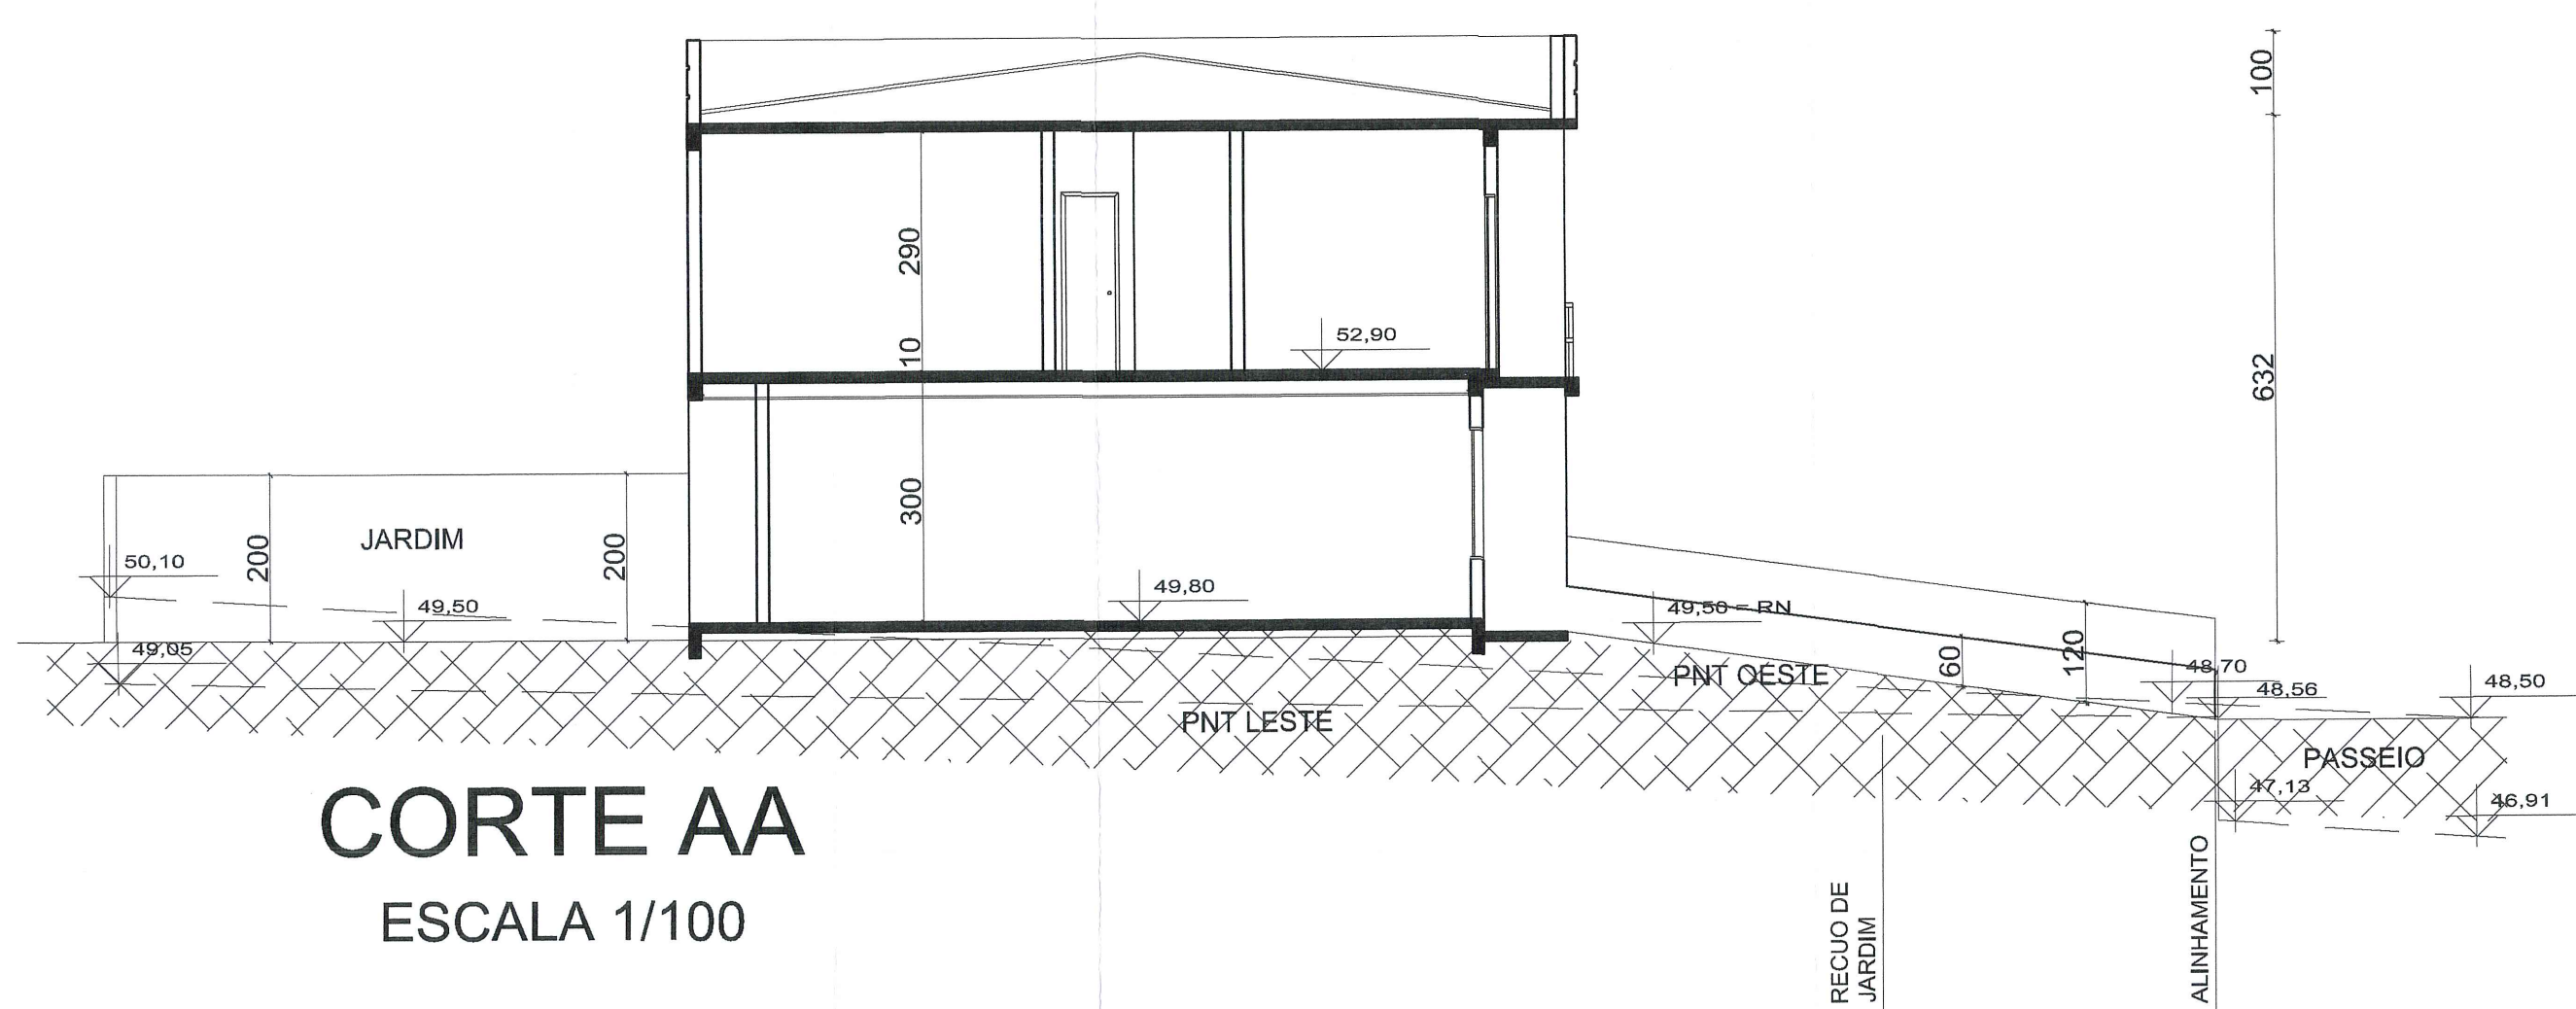 100
290
52,90
10
632
300
JARDIM
200
200
50,10
49,80
49,50
49,50 = RN
49,05
60
120
PNT OESTE
48,70
48,56
48,50
PNT LESTE
PASSEIO
47,13
46,91
CORTE AA
ESCALA 1/100
RECUO DE
JARDIM
ALINHAMENTO